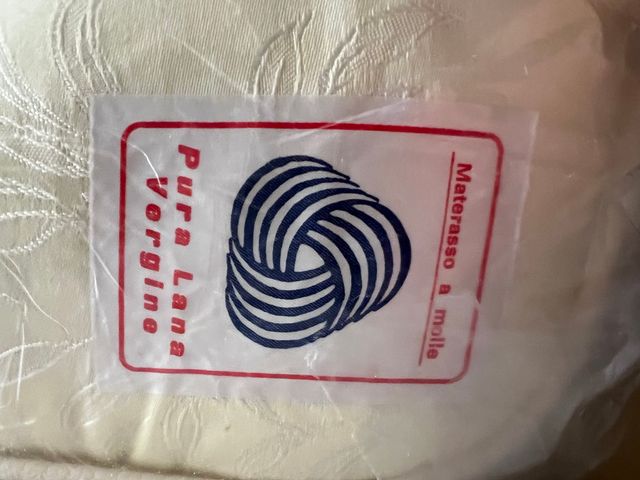 Materasso a molle
Pura Lana
Vergine